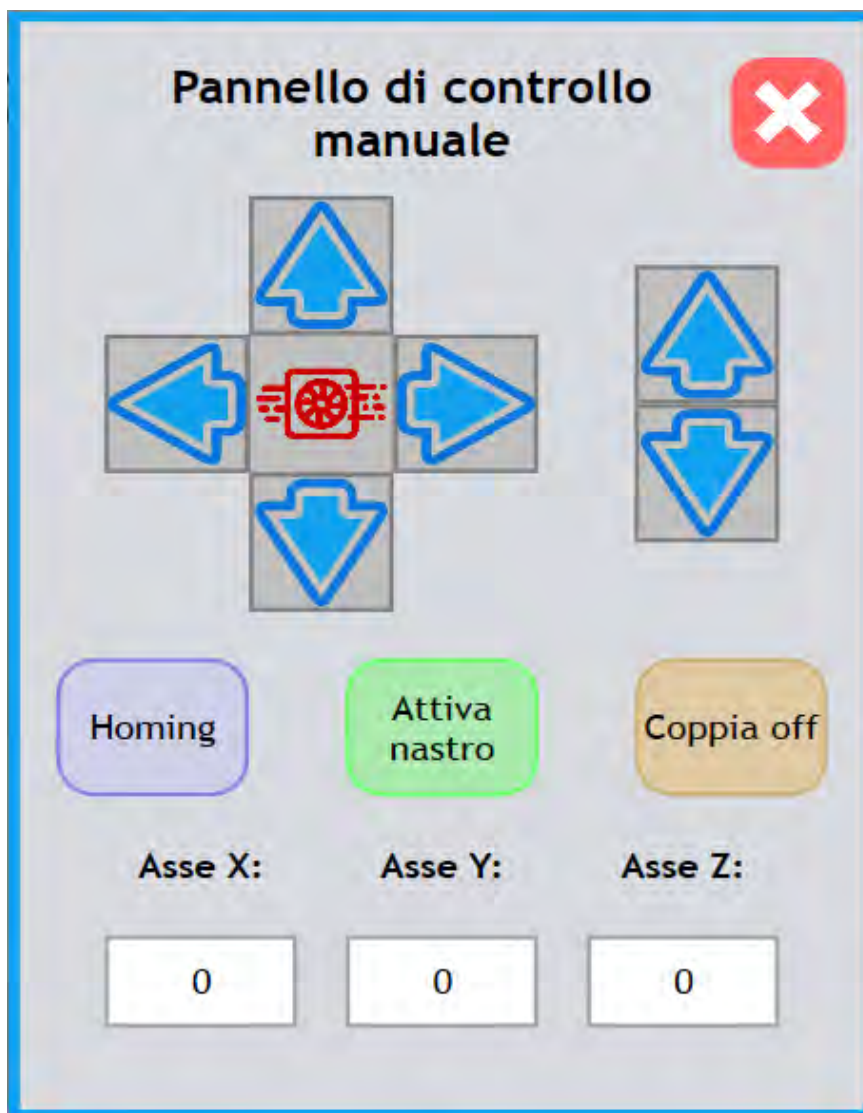 Pannello di controllo
manuale
Homing
Attiva
nastro
Coppia off
Asse X:
Asse Y:
Asse Z:
0
0
0